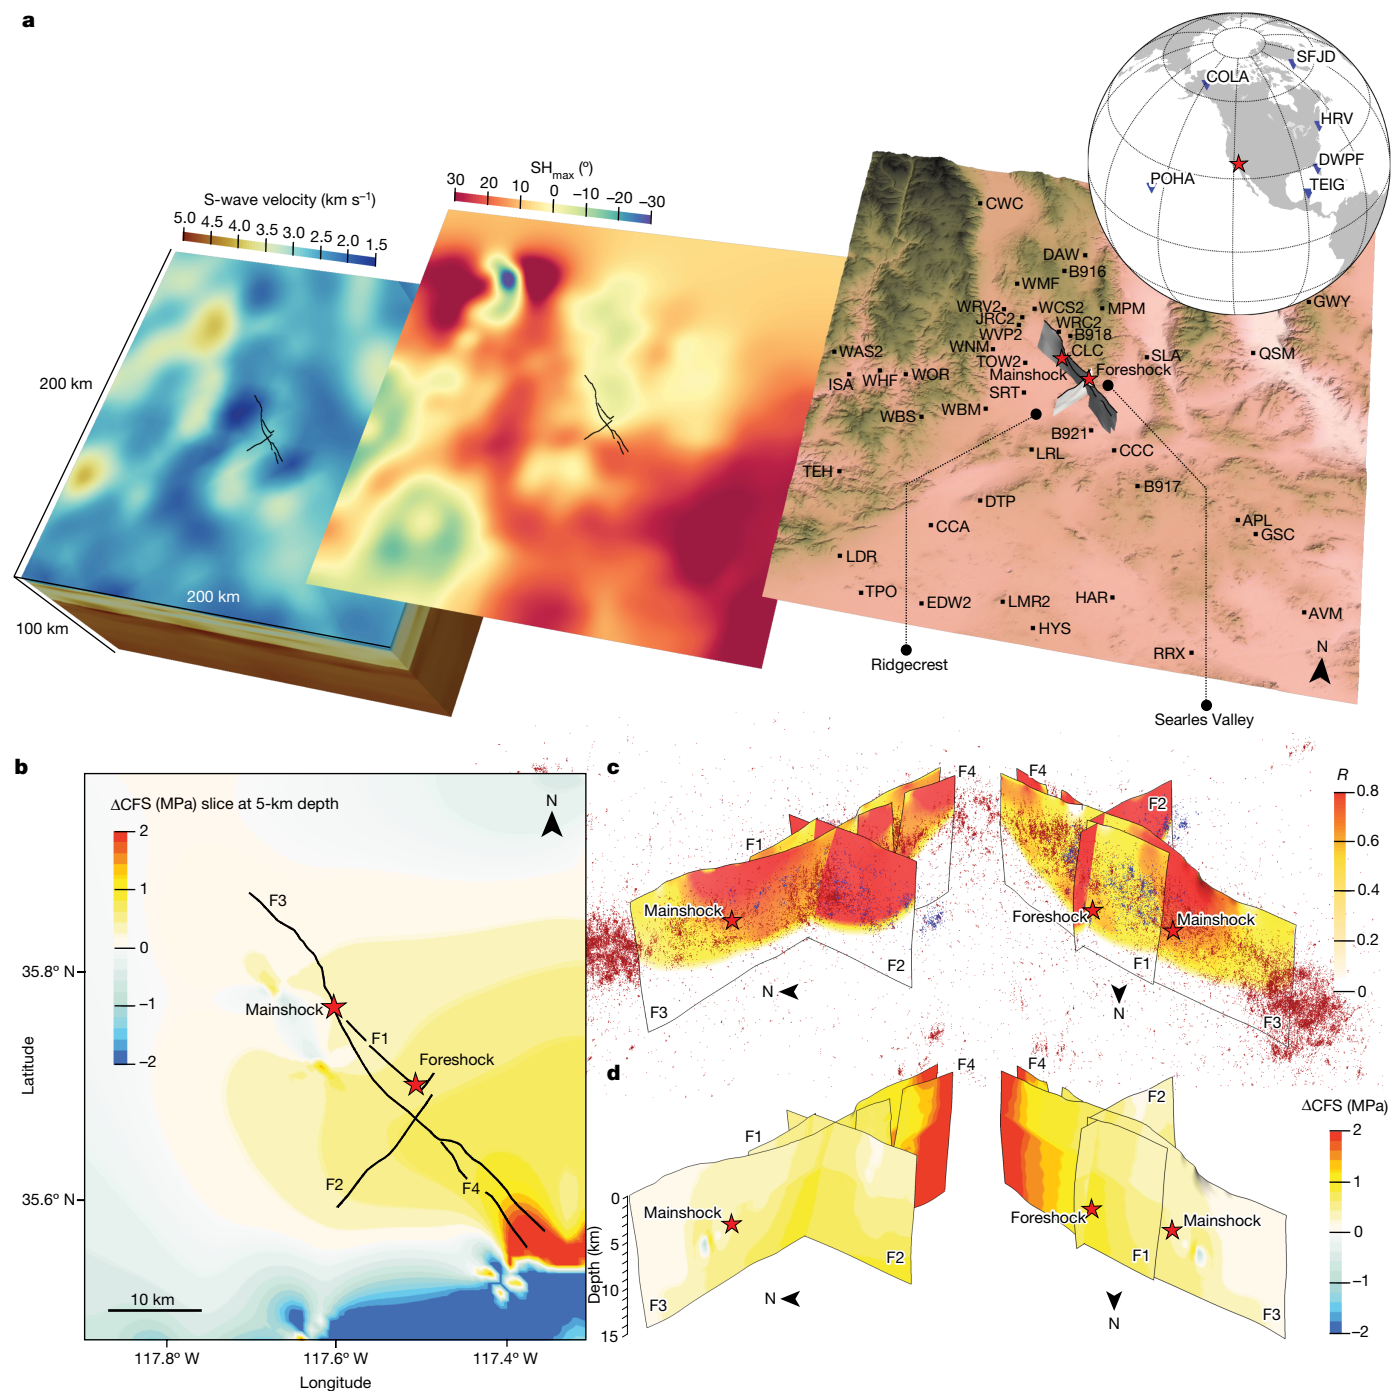 a
SFJD
COLA
HRV
DWPF
TEIG
POHA
S-wave velocity (km s⁻¹)
5.0 4.5 4.0 3.5 3.0 2.5 2.0 1.5
SHmax (º)
30 20 10 0 −10 −20 −30
200 km
200 km
100 km
CWC
DAW
B916
WMF
GWY
WRV2
WCS2
MPM
JRC2
WRC2
WVP2
B918
WNM
CLC
WAS2
TOW2
SLA
QSM
ISA
WHF
WOR
Mainshock
Foreshock
SRT
WBS
WBM
B921
LRL
CCC
TEH
B917
DTP
CCA
APL
GSC
LDR
TPO
EDW2
LMR2
HAR
AVM
HYS
RRX
N
Ridgecrest
Searles Valley
b
ΔCFS (MPa) slice at 5-km depth
2
1
0
−1
−2
N
F3
Mainshock
F1
Foreshock
F2
F4
35.8º N
35.6º N
Latitude
10 km
117.8º W
117.6º W
117.4º W
Longitude
c
F4
F1
Mainshock
F2
N
F3
F4
F2
Foreshock
Mainshock
F1
N
F3
R
0.8
0.6
0.4
0.2
0
d
F4
F1
Mainshock
F2
N
F3
0
5
10
15
Depth (km)
F4
F2
Foreshock
Mainshock
F1
N
F3
ΔCFS (MPa)
2
1
0
−1
−2